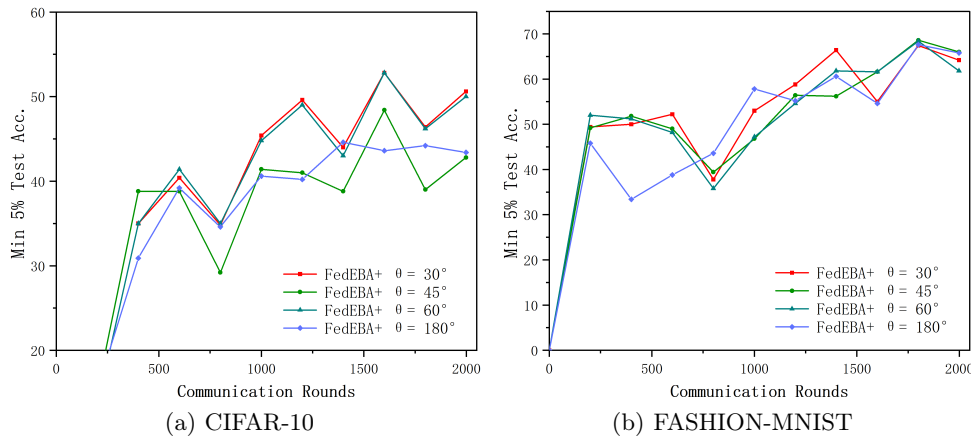 60
50
40
30
20
Min 5% Test Acc.
FedEBA+ θ = 30°
FedEBA+ θ = 45°
FedEBA+ θ = 60°
FedEBA+ θ = 180°
0 500 1000 1500 2000
Communication Rounds
(a) CIFAR-10
70
60
50
40
30
20
10
0
Min 5% Test Acc.
FedEBA+ θ = 30°
FedEBA+ θ = 45°
FedEBA+ θ = 60°
FedEBA+ θ = 180°
0 500 1000 1500 2000
Communication Rounds
(b) FASHION-MNIST